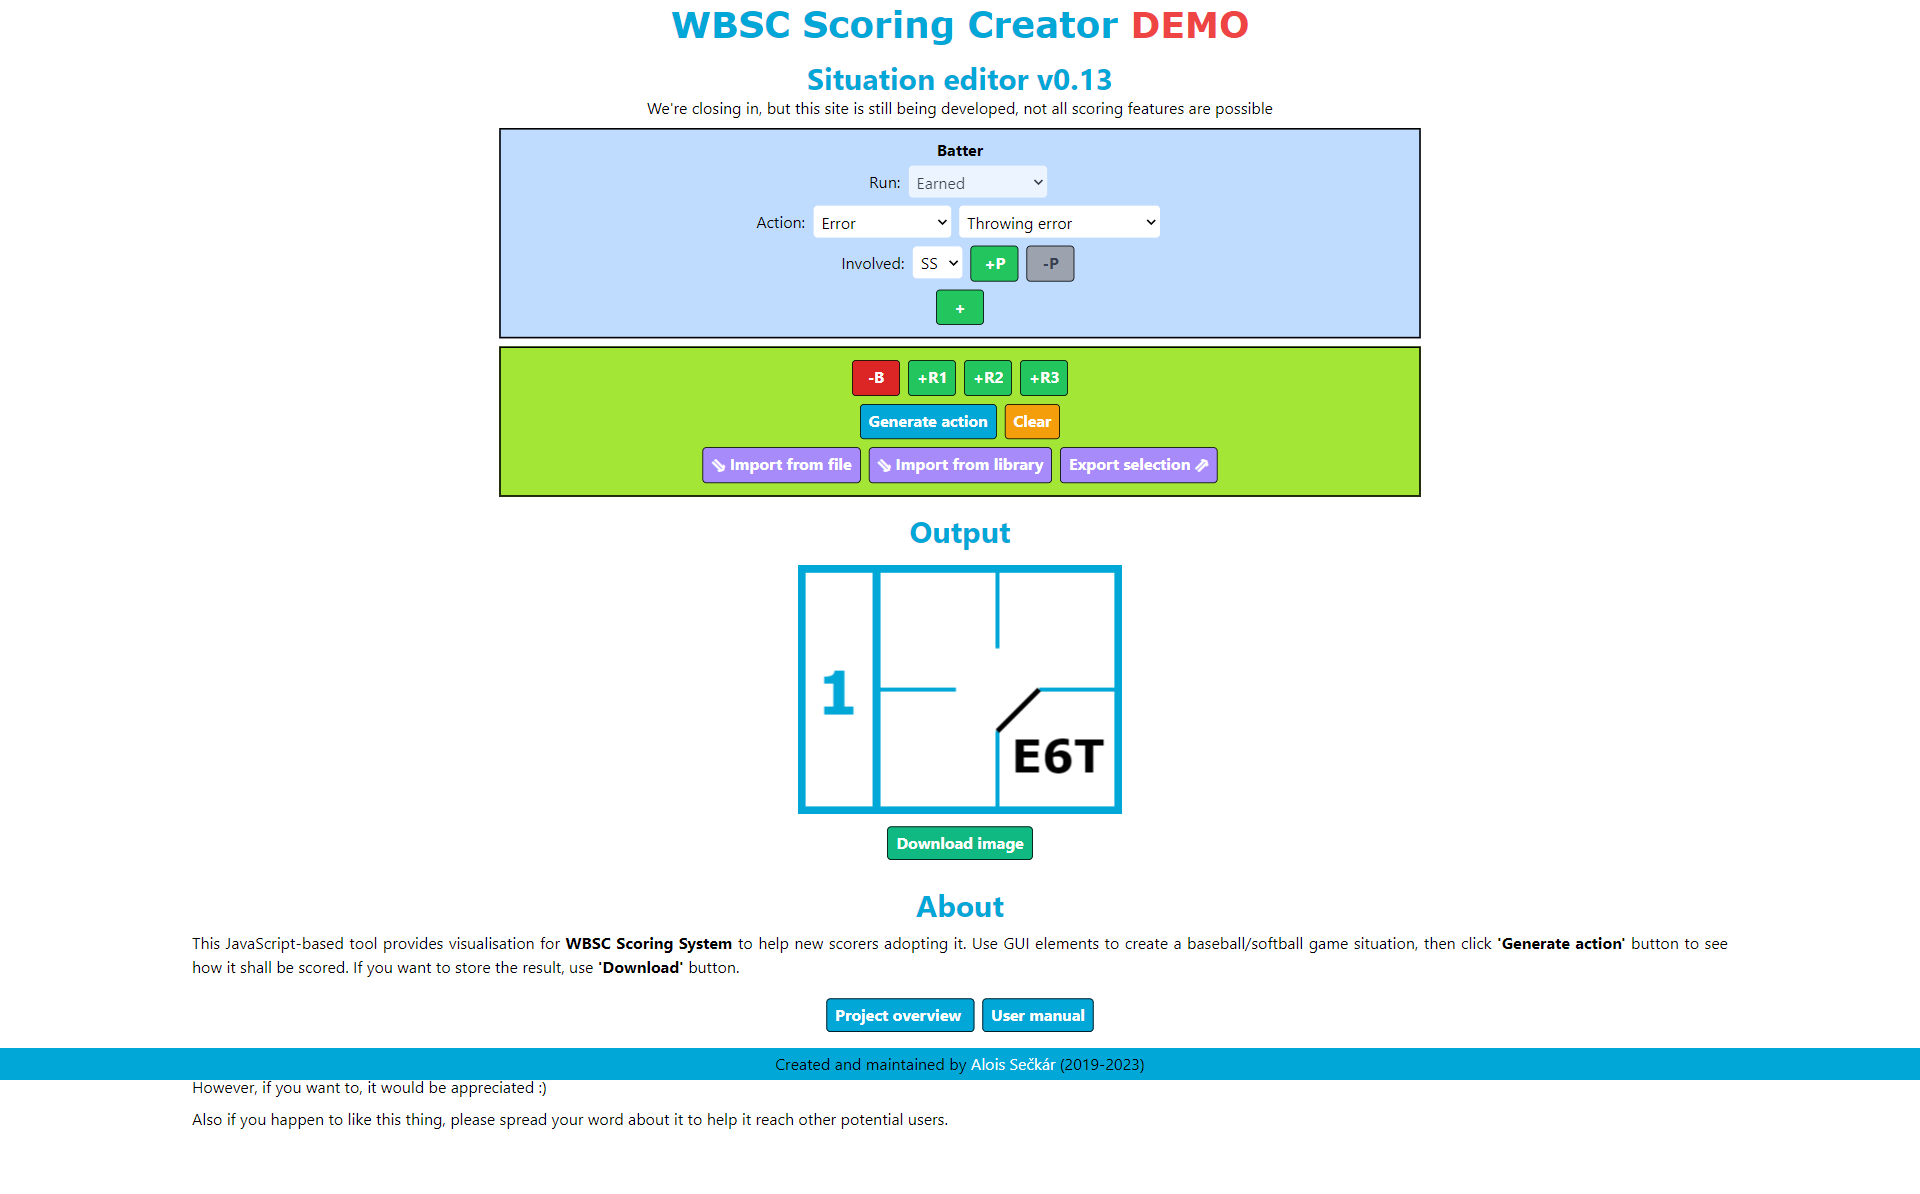 WBSC Scoring Creator DEMO
Situation editor v0.13
We're closing in, but this site is still being developed, not all scoring features are possible
Batter
Run: Earned
Action: Error Throwing error
Involved: SS +P -P
+
-B +R1 +R2 +R3
Generate action Clear
⇘ Import from file ⇘ Import from library Export selection ⇗
Output
1
E6T
Download image
About
This JavaScript-based tool provides visualisation for WBSC Scoring System to help new scorers adopting it. Use GUI elements to create a baseball/softball game situation, then click 'Generate action' button to see
how it shall be scored. If you want to store the result, use 'Download' button.
Project overview User manual
Created and maintained by Alois Sečkár (2019-2023)
However, if you want to, it would be appreciated :)
Also if you happen to like this thing, please spread your word about it to help it reach other potential users.